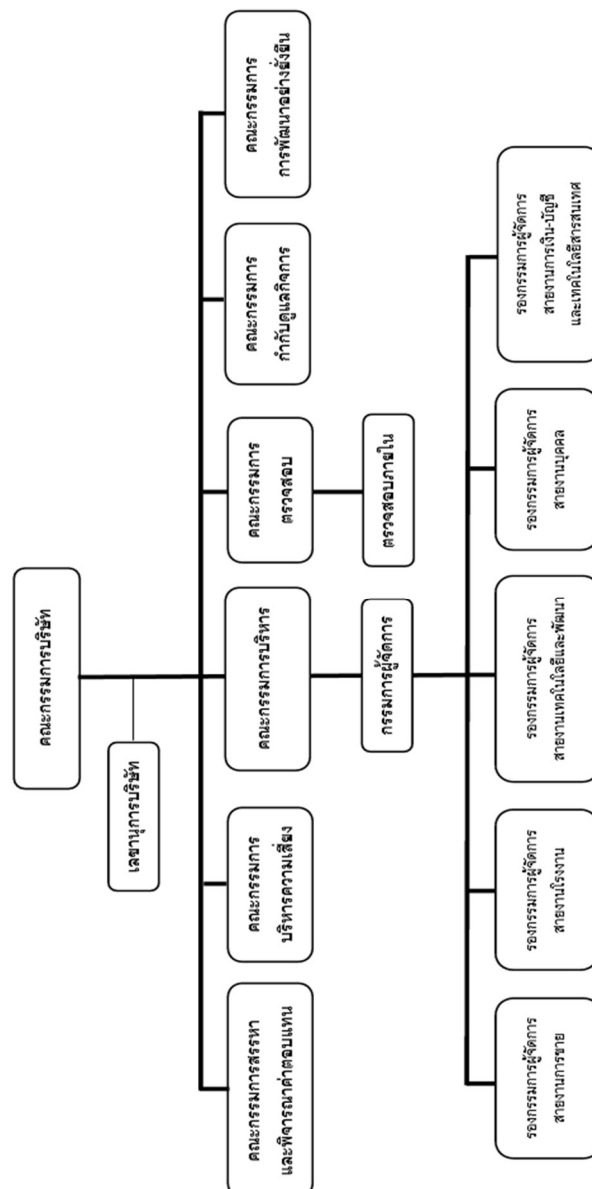 คณะกรรมการบริษัท
เลขานุการบริษัท
คณะกรรมการสรรหา
และพิจารณาค่าตอบแทน
คณะกรรมการ
บริหารความเสี่ยง
คณะกรรมการบริหาร
คณะกรรมการ
ตรวจสอบ
คณะกรรมการ
กำกับดูแลกิจการ
คณะกรรมการ
การพัฒนาอย่างยั่งยืน
กรรมการผู้จัดการ
ตรวจสอบภายใน
รองกรรมการผู้จัดการ
สายงานการขาย
รองกรรมการผู้จัดการ
สายงานโรงงาน
รองกรรมการผู้จัดการ
สายงานเทคโนโลยีและพัฒนา
รองกรรมการผู้จัดการ
สายงานบุคคล
รองกรรมการผู้จัดการ
สายงานการเงิน-บัญชี
และเทคโนโลยีสารสนเทศ